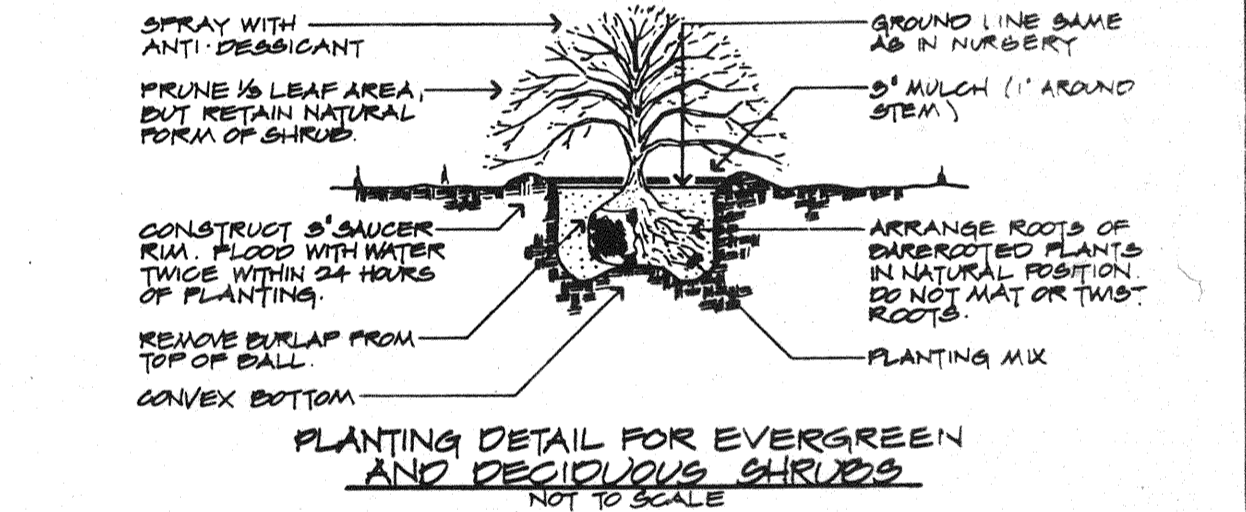 SPRAY WITH
ANTI-DESSICANT
PRUNE 1/3 LEAF AREA,
BUT RETAIN NATURAL
FORM OF SHRUB.
CONSTRUCT 3" SAUCER
RIM. FLOOD WITH WATER
TWICE WITHIN 24 HOURS
OF PLANTING.
REMOVE BURLAP FROM
TOP OF BALL.
CONVEX BOTTOM
GROUND LINE SAME
AS IN NURSERY
3" MULCH (1" AROUND
STEM)
ARRANGE ROOTS OF
BAREROOTED PLANTS
IN NATURAL POSITION.
DO NOT MAT OR TWIST
ROOTS.
PLANTING MIX
PLANTING DETAIL FOR EVERGREEN
AND DECIDUOUS SHRUBS
NOT TO SCALE